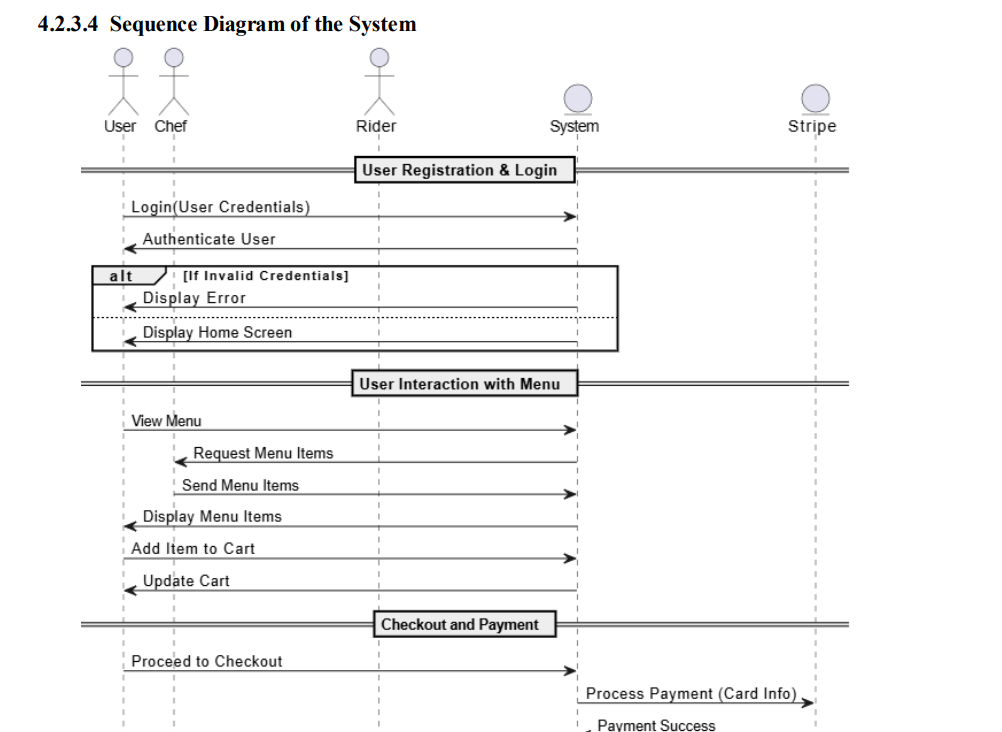 4.2.3.4 Sequence Diagram of the System
User Chef Rider System Stripe
User Registration & Login
Login(User Credentials)
Authenticate User
alt [If Invalid Credentials]
Display Error
Display Home Screen
User Interaction with Menu
View Menu
Request Menu Items
Send Menu Items
Display Menu Items
Add Item to Cart
Update Cart
Checkout and Payment
Proceed to Checkout
Process Payment (Card Info)
Payment Success